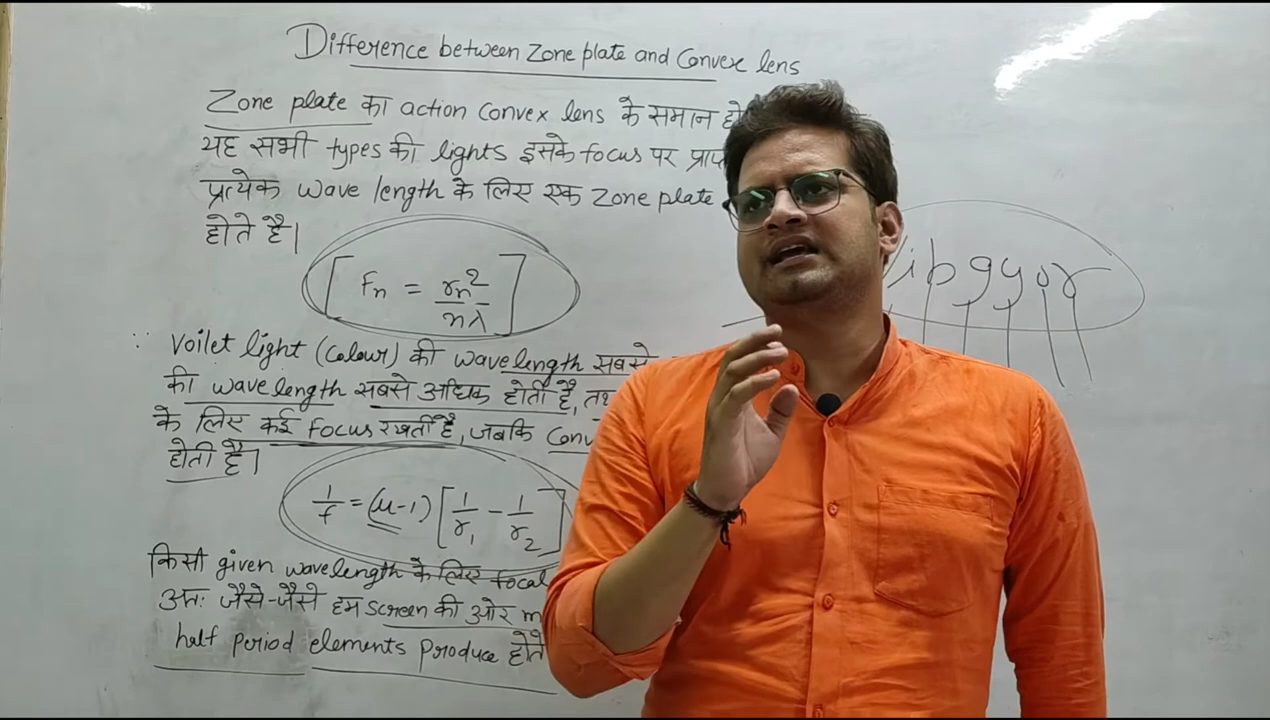 Difference between Zone plate and Convex lens
Zone plate का action Convex lens के समान
यह सभी types की lights इसके focus पर
प्रत्येक wave length के लिए एक Zone plate
होते है।
[ Fn = rn² / nλ ]
ibgyor
∵ Voilet light (Colour) की wavelength सबसे
की wavelength सबसे अधिक होती है,
के लिए कई Focus रखती है, जबकि
होती है।
1/f = (μ-1) [ 1/r₁ - 1/r₂ ]
किसी given wavelength के लिए focal
अतः जैसे-जैसे हम screen की ओर
half period elements produce होते